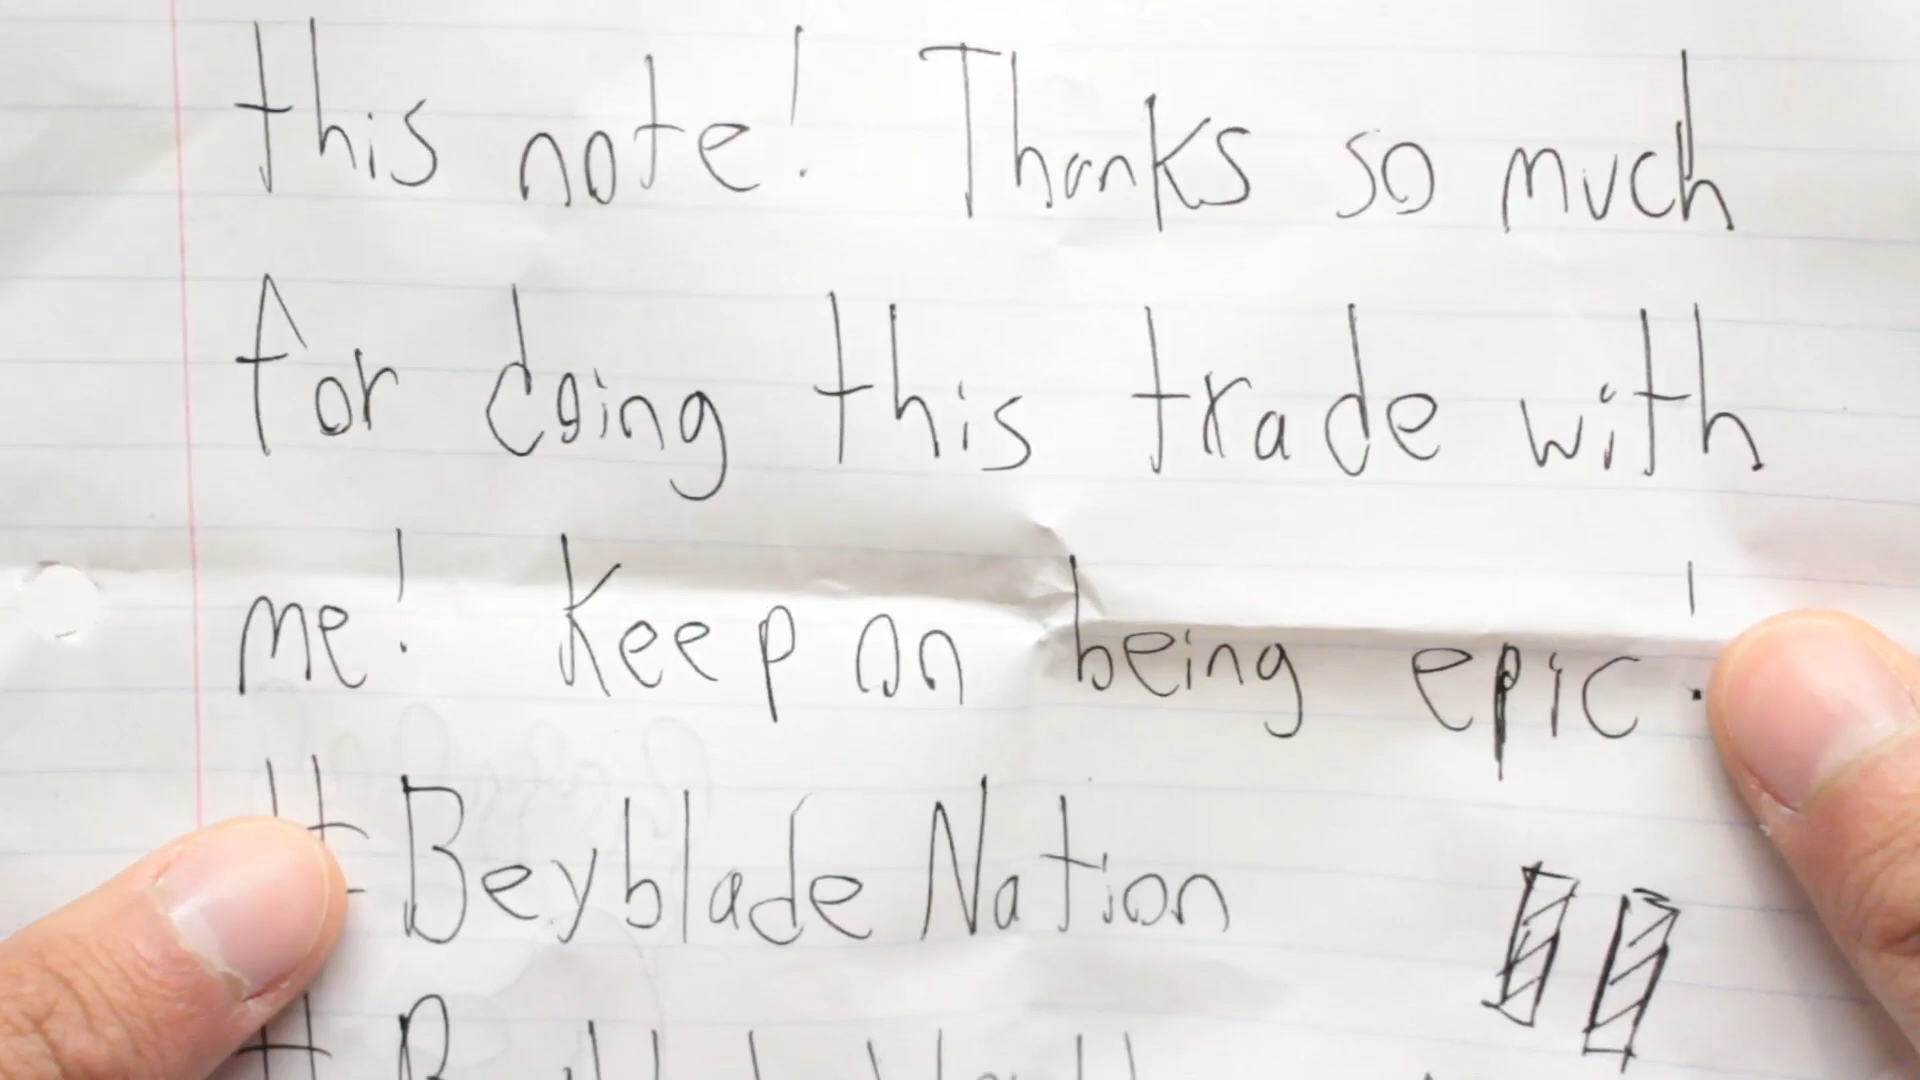 this note! Thanks so much
for doing this trade with
me! Keep on being epic!
#Beyblade Nation